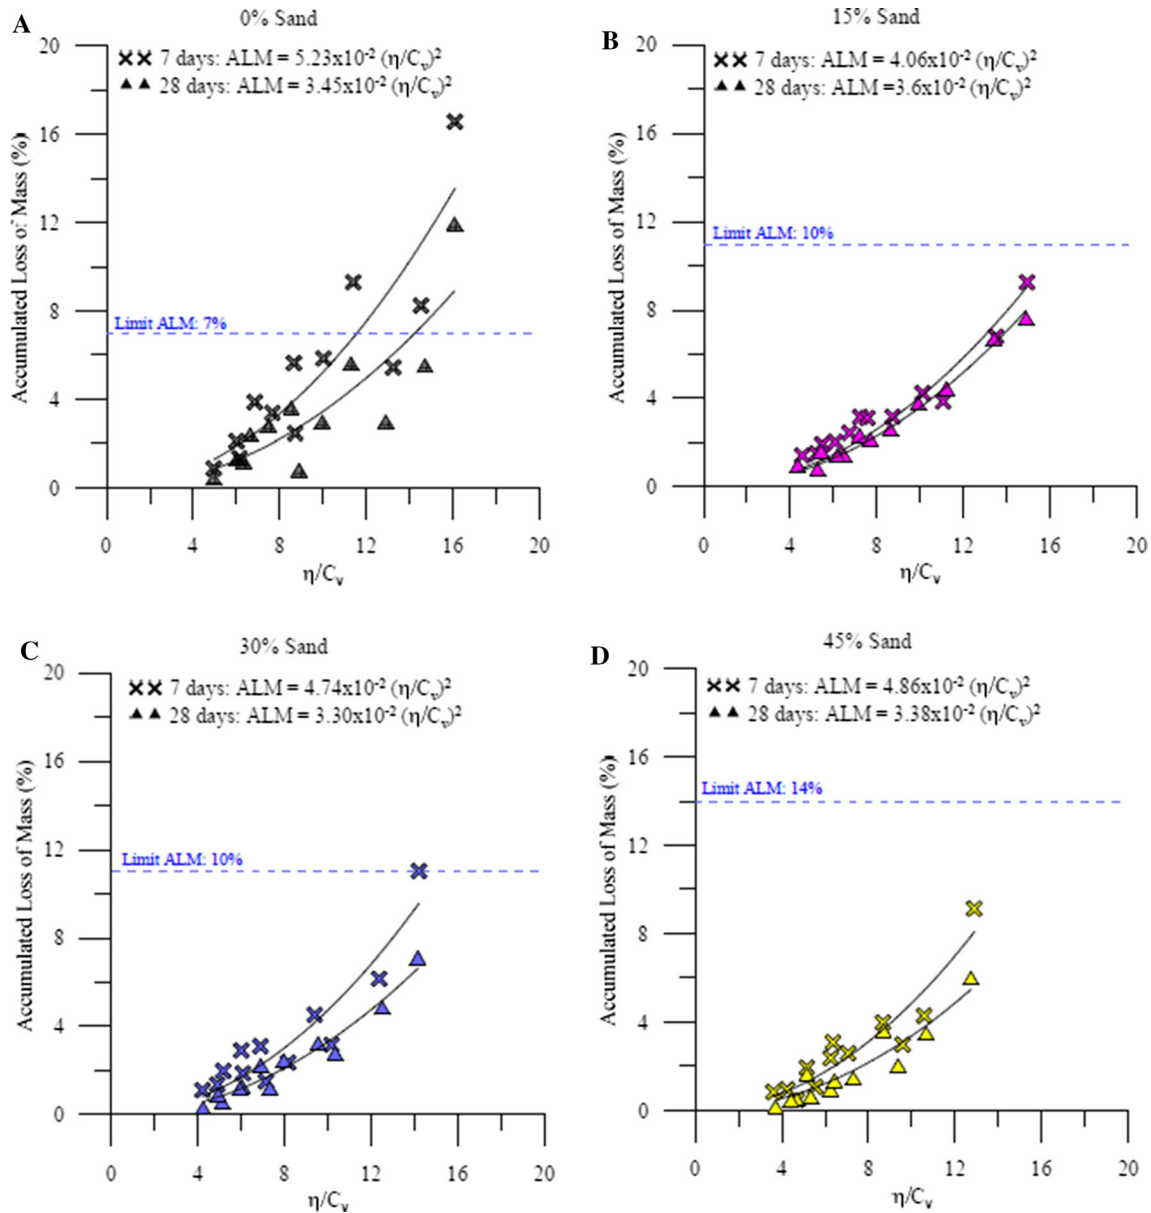 A
0% Sand
7 days: ALM = 5.23x10⁻² (η/Cᵥ)²
28 days: ALM = 3.45x10⁻² (η/Cᵥ)²
Accumulated Loss of Mass (%)
20
16
12
8
4
0
Limit ALM: 7%
0 4 8 12 16 20
η/Cᵥ
B
15% Sand
7 days: ALM = 4.06x10⁻² (η/Cᵥ)²
28 days: ALM =3.6x10⁻² (η/Cᵥ)²
Accumulated Loss of Mass (%)
20
16
12
8
4
0
Limit ALM: 10%
0 4 8 12 16 20
η/Cᵥ
C
30% Sand
7 days: ALM = 4.74x10⁻² (η/Cᵥ)²
28 days: ALM = 3.30x10⁻² (η/Cᵥ)²
Accumulated Loss of Mass (%)
20
16
12
8
4
0
Limit ALM: 10%
0 4 8 12 16 20
η/Cᵥ
D
45% Sand
7 days: ALM = 4.86x10⁻² (η/Cᵥ)²
28 days: ALM = 3.38x10⁻² (η/Cᵥ)²
Accumulated Loss of Mass (%)
20
16
12
8
4
0
Limit ALM: 14%
0 4 8 12 16 20
η/Cᵥ